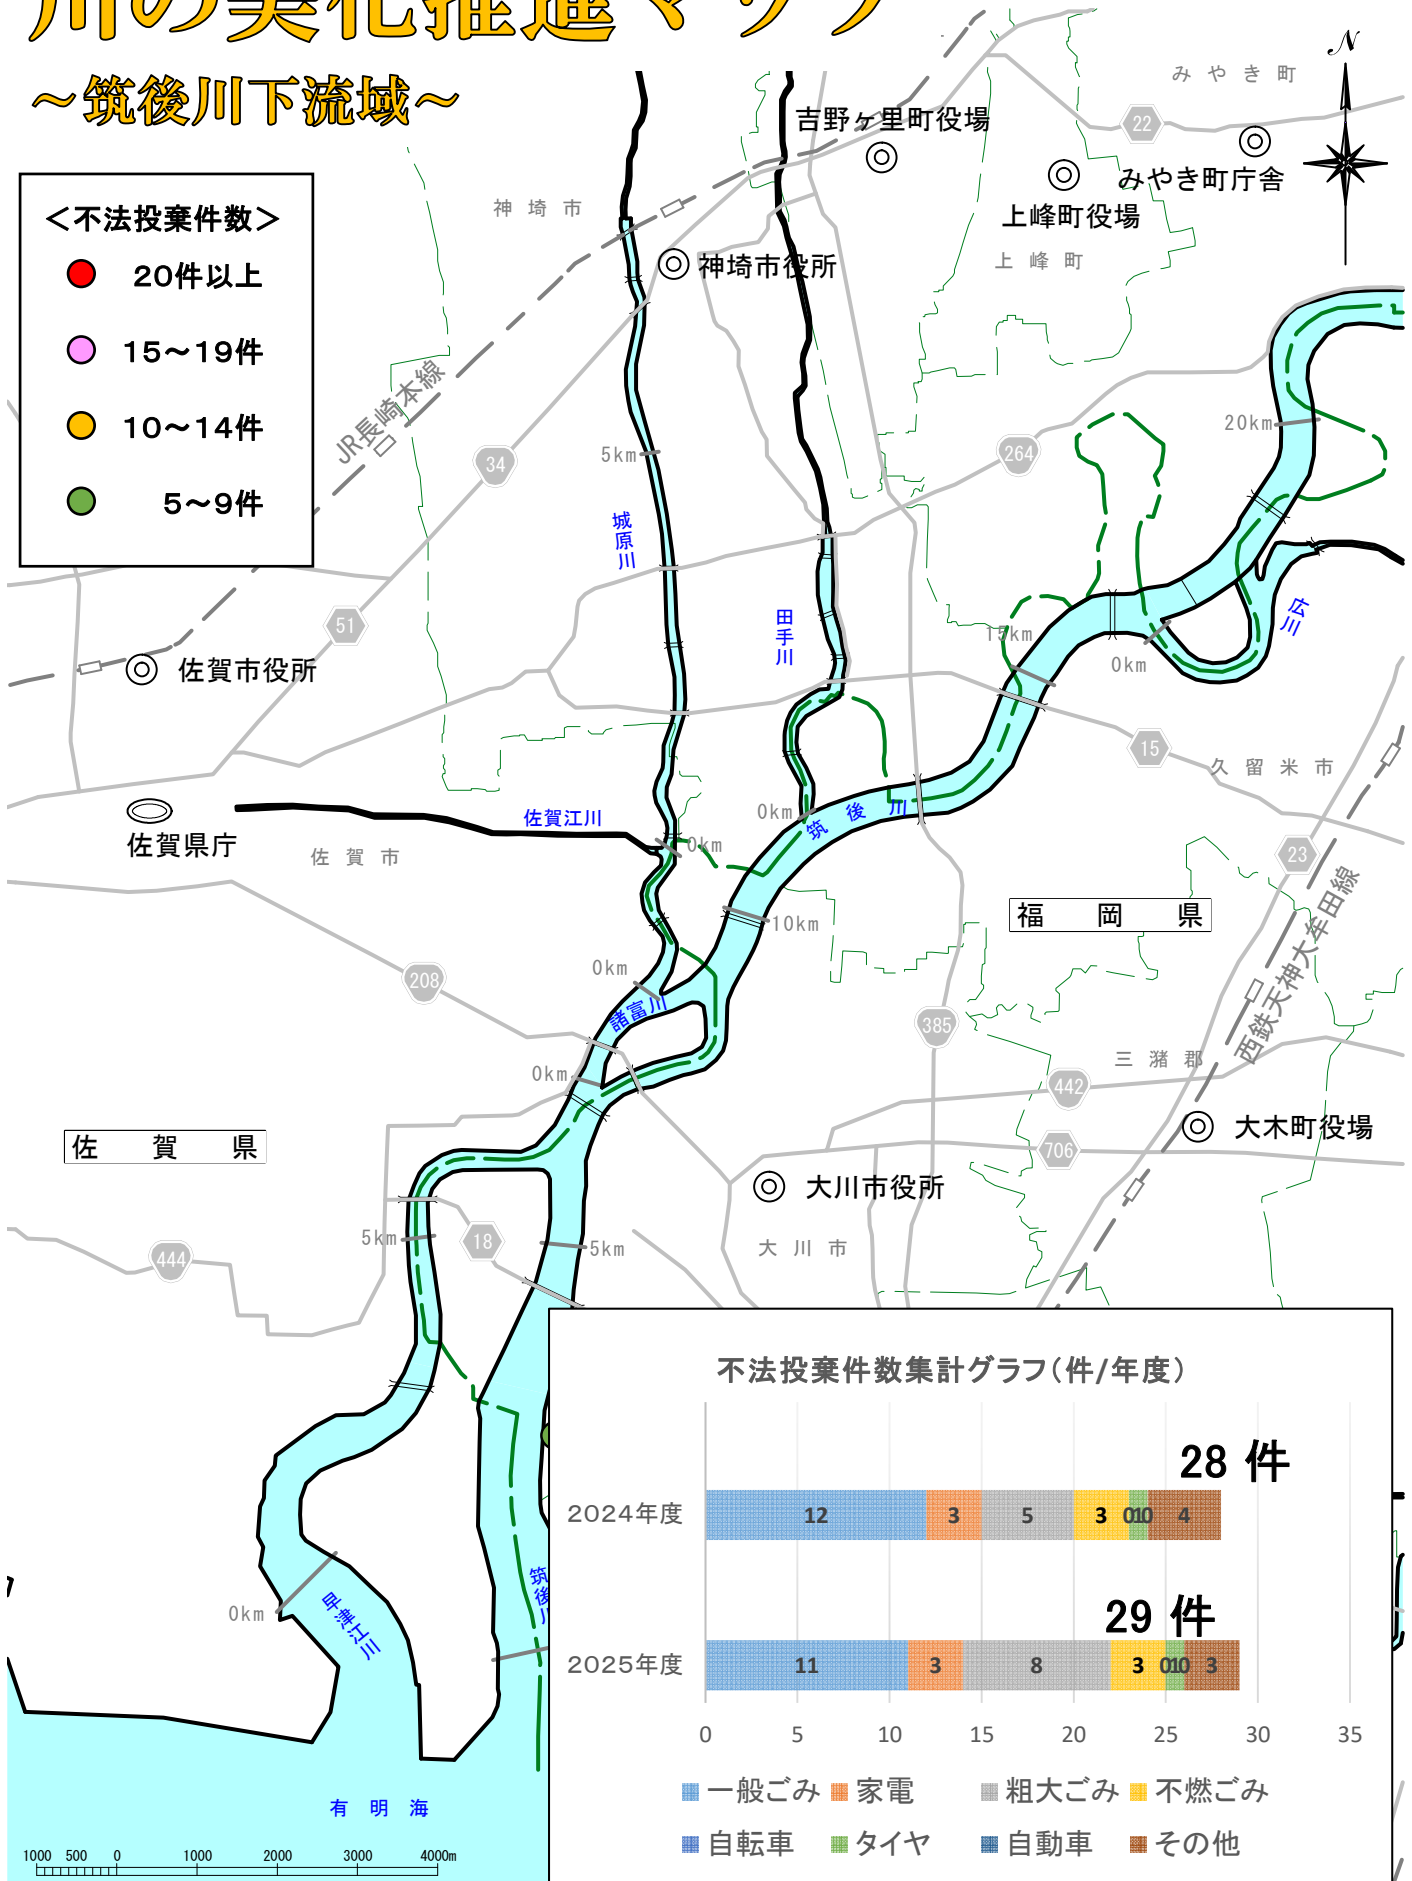 川の美化推進マップ
～筑後川下流域～
N
みやき町
22
吉野ヶ里町役場
みやき町庁舎
上峰町役場
上峰町
＜不法投棄件数＞
20件以上
15～19件
10～14件
5～9件
神埼市
神埼市役所
JR長崎本線
34
5km
264
20km
城原川
田手川
広川
51
15km
0km
佐賀市役所
15
久留米市
佐賀県庁
佐賀江川
0km
筑後川
佐賀市
0km
23
福岡県
10km
西鉄天神大牟田線
0km
208
諸富川
385
三潴郡
0km
442
佐賀県
706
大木町役場
大川市役所
5km
18
5km
大川市
444
0km
早津江川
筑後川
有明海
1000 500 0 1000 2000 3000 4000m
不法投棄件数集計グラフ（件/年度）
28 件
2024年度
12 3 5 3 0 1 0 4
29 件
2025年度
11 3 8 3 0 1 0 3
0 5 10 15 20 25 30 35
一般ごみ 家電 粗大ごみ 不燃ごみ
自転車 タイヤ 自動車 その他